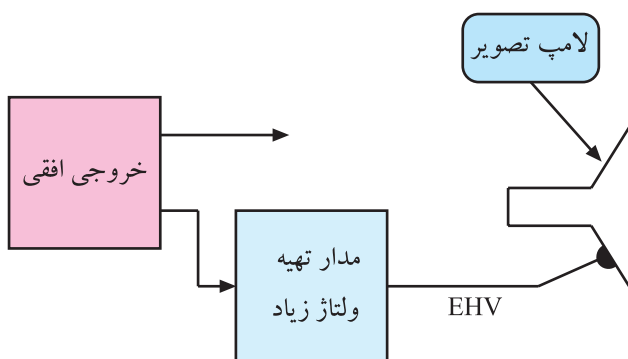 لامپ تصویر
خروجی افقی
مدار تهیه
ولتاژ زیاد
EHV